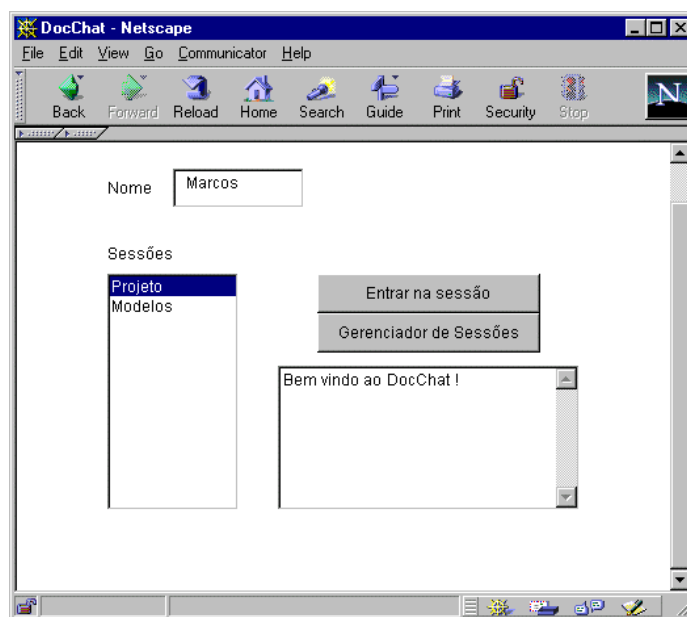 DocChat - Netscape
File Edit View Go Communicator Help
Back Forward Reload Home Search Guide Print Security Stop
N
Nome Marcos
Sessões
Projeto
Modelos
Entrar na sessão
Gerenciador de Sessões
Bem vindo ao DocChat !